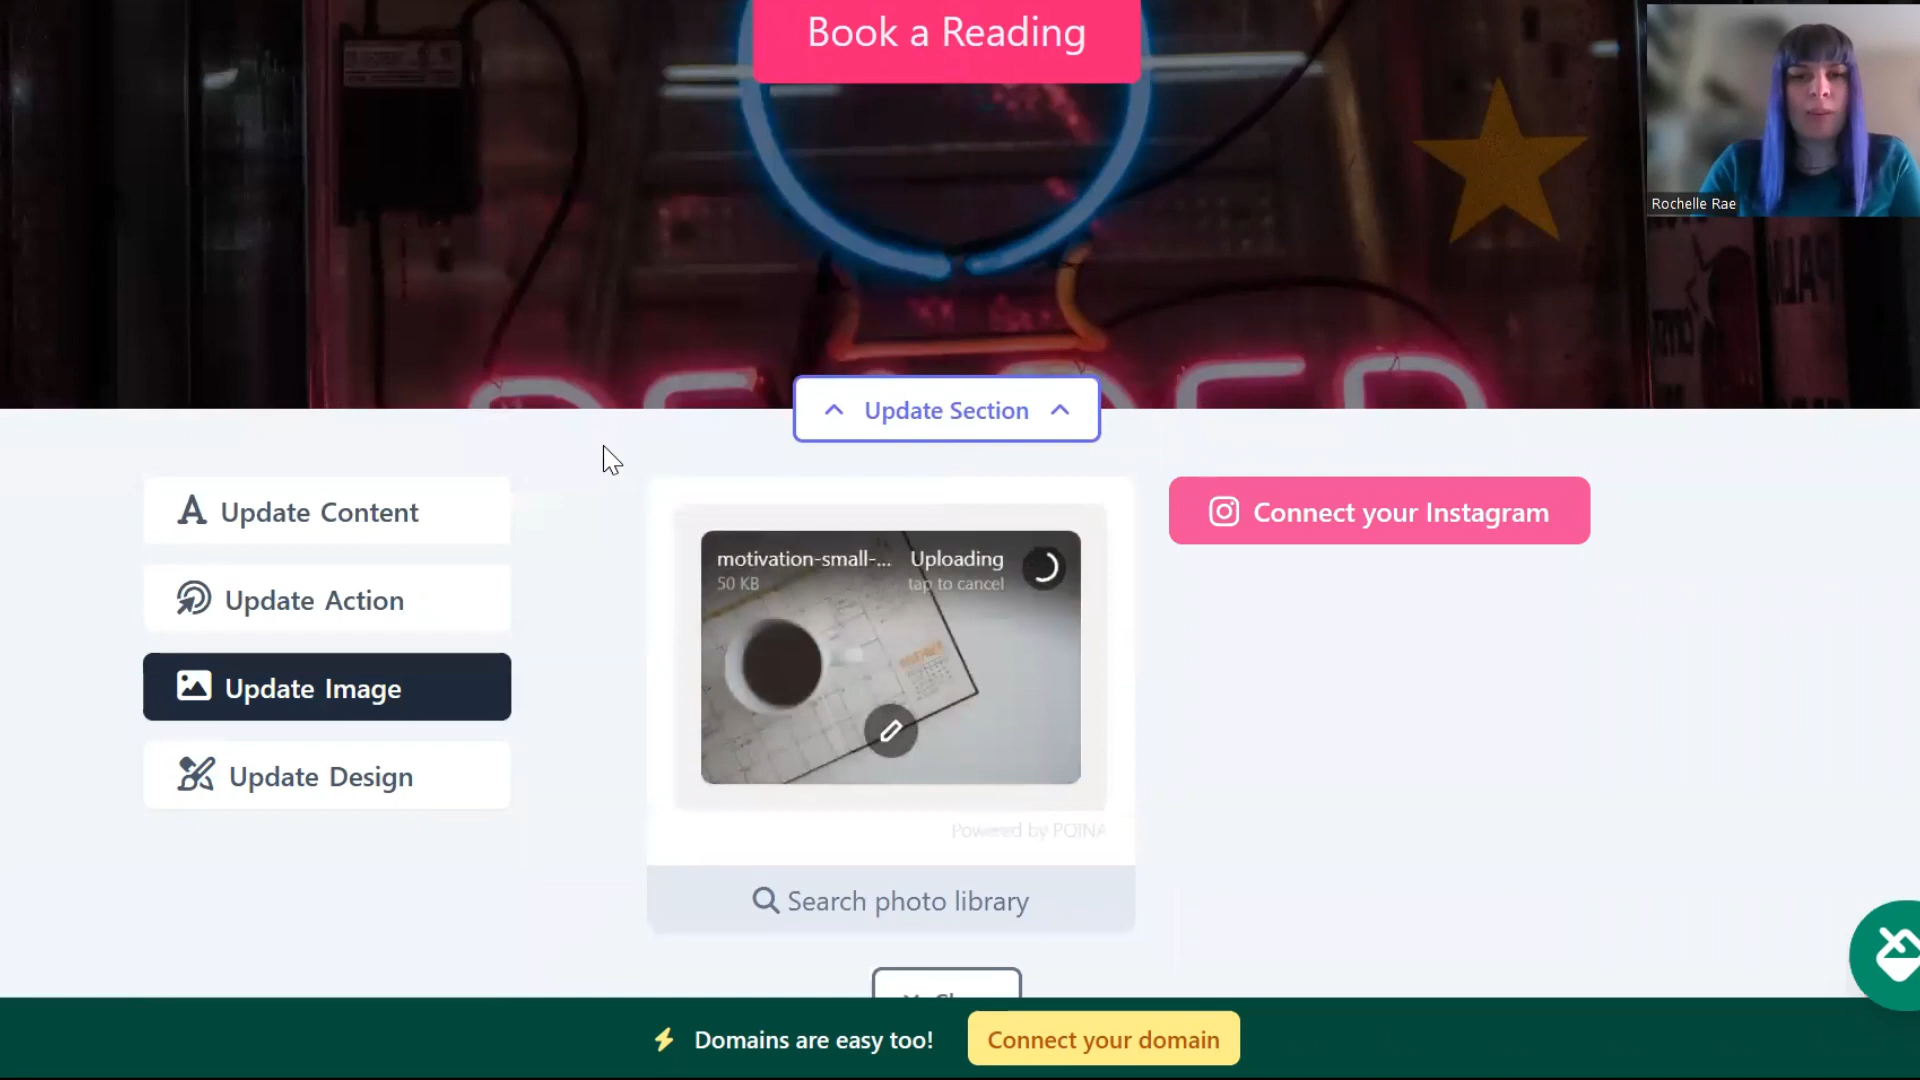 Book a Reading
Rochelle Rae
Update Section
Update Content
Update Action
Update Image
Update Design
motivation-small-...
50 KB
Uploading
tap to cancel
Powered by PQINA
Search photo library
Connect your Instagram
Domains are easy too!
Connect your domain